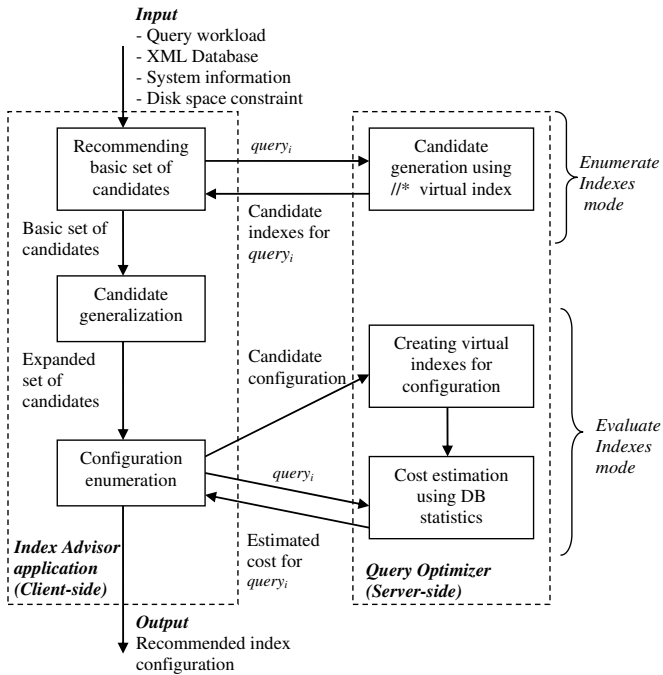 Input
- Query workload
- XML Database
- System information
- Disk space constraint
Recommending
basic set of
candidates
query_i
Candidate
generation using
//* virtual index
Enumerate
Indexes
mode
Candidate
indexes for
query_i
Basic set of
candidates
Candidate
generalization
Expanded
set of
candidates
Candidate
configuration
Creating virtual
indexes for
configuration
Evaluate
Indexes
mode
Configuration
enumeration
query_i
Cost estimation
using DB
statistics
Estimated
cost for
query_i
Index Advisor
application
(Client-side)
Query Optimizer
(Server-side)
Output
Recommended index
configuration